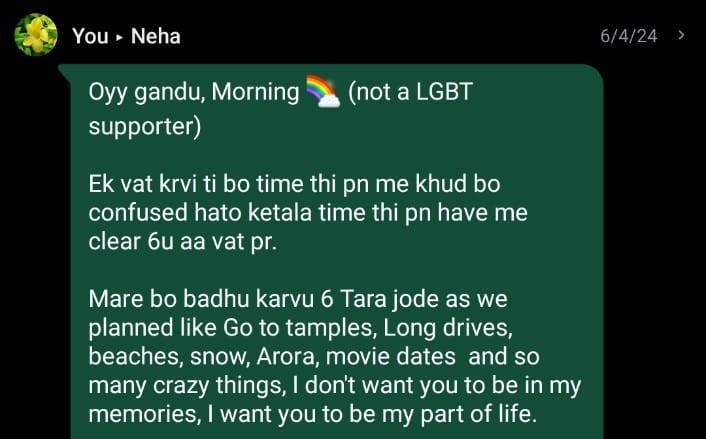 You ▸ Neha 6/4/24 >
Oyy gandu, Morning 🌈 (not a LGBT
supporter)
Ek vat krvi ti bo time thi pn me khud bo
confused hato ketala time thi pn have me
clear 6u aa vat pr.
Mare bo badhu karvu 6 Tara jode as we
planned like Go to tamples, Long drives,
beaches, snow, Arora, movie dates and so
many crazy things, I don't want you to be in my
memories, I want you to be my part of life.